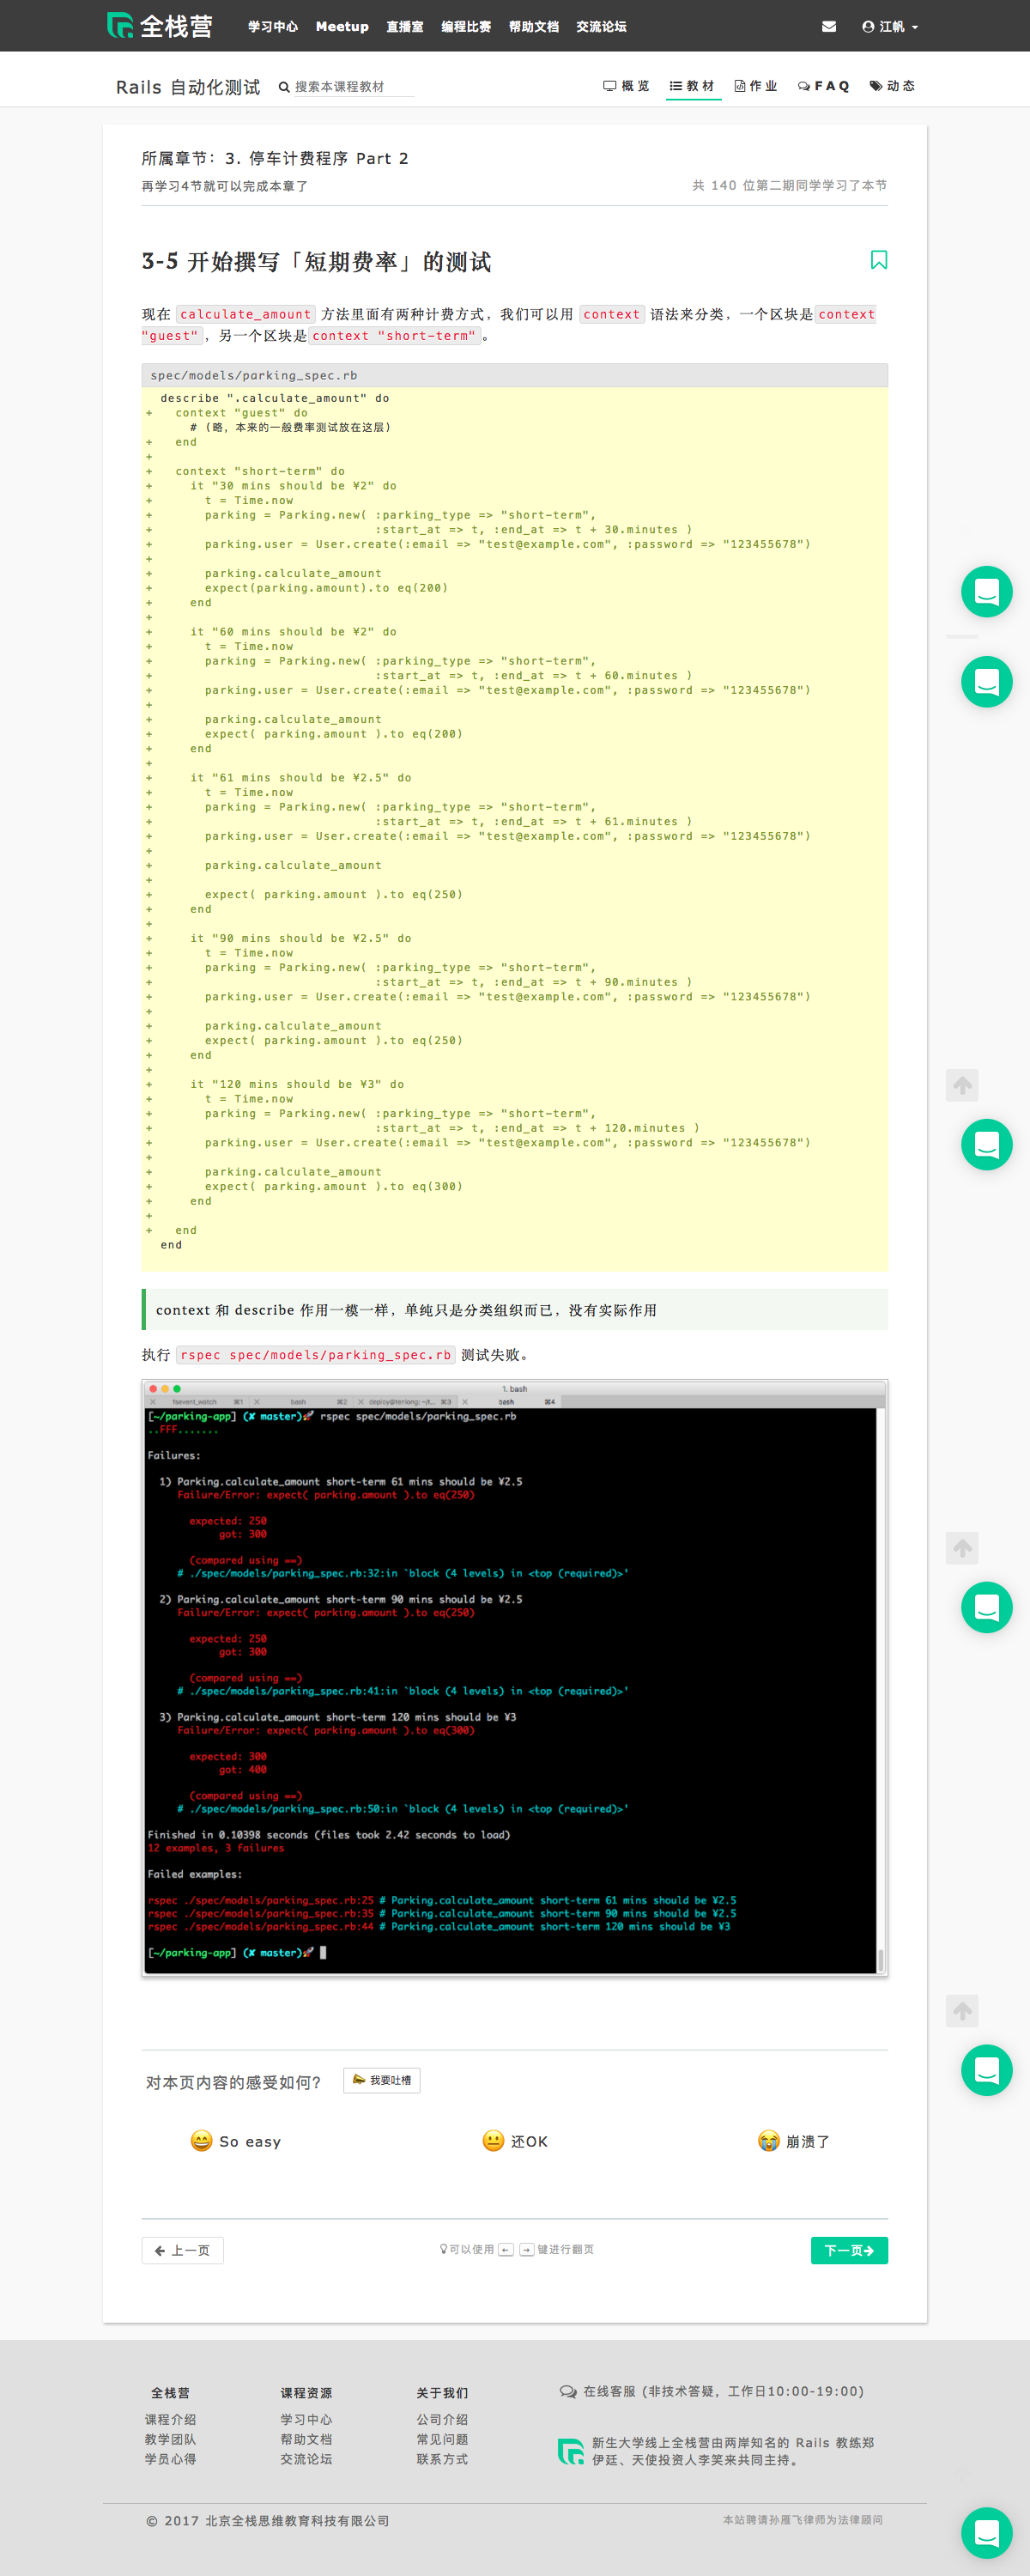 全栈营 学习中心 Meetup 直播室 编程比赛 帮助文档 交流论坛 江帆
Rails 自动化测试 搜索本课程教材 概览 教材 作业 FAQ 动态
所属章节：3. 停车计费程序 Part 2
再学习4节就可以完成本章了 共 140 位第二期同学学习了本节
3-5 开始撰写「短期费率」的测试
现在 calculate_amount 方法里面有两种计费方式，我们可以用 context 语法来分类，一个区块是 context
"guest" ，另一个区块是 context "short-term" 。
spec/models/parking_spec.rb
  describe ".calculate_amount" do
+   context "guest" do
      # (略，本来的一般费率测试放在这层)
+   end
+
+   context "short-term" do
+     it "30 mins should be ¥2" do
+       t = Time.now
+       parking = Parking.new( :parking_type => "short-term",
+                              :start_at => t, :end_at => t + 30.minutes )
+       parking.user = User.create(:email => "test@example.com", :password => "123455678")
+
+       parking.calculate_amount
+       expect(parking.amount).to eq(200)
+     end
+
+     it "60 mins should be ¥2" do
+       t = Time.now
+       parking = Parking.new( :parking_type => "short-term",
+                              :start_at => t, :end_at => t + 60.minutes )
+       parking.user = User.create(:email => "test@example.com", :password => "123455678")
+
+       parking.calculate_amount
+       expect( parking.amount ).to eq(200)
+     end
+
+     it "61 mins should be ¥2.5" do
+       t = Time.now
+       parking = Parking.new( :parking_type => "short-term",
+                              :start_at => t, :end_at => t + 61.minutes )
+       parking.user = User.create(:email => "test@example.com", :password => "123455678")
+
+       parking.calculate_amount
+
+       expect( parking.amount ).to eq(250)
+     end
+
+     it "90 mins should be ¥2.5" do
+       t = Time.now
+       parking = Parking.new( :parking_type => "short-term",
+                              :start_at => t, :end_at => t + 90.minutes )
+       parking.user = User.create(:email => "test@example.com", :password => "123455678")
+
+       parking.calculate_amount
+       expect( parking.amount ).to eq(250)
+     end
+
+     it "120 mins should be ¥3" do
+       t = Time.now
+       parking = Parking.new( :parking_type => "short-term",
+                              :start_at => t, :end_at => t + 120.minutes )
+       parking.user = User.create(:email => "test@example.com", :password => "123455678")
+
+       parking.calculate_amount
+       expect( parking.amount ).to eq(300)
+     end
+
+   end
  end
context 和 describe 作用一模一样，单纯只是分类组织而已，没有实际作用
执行 rspec spec/models/parking_spec.rb 测试失败。
1. bash
fsevent_watch ⌘1 bash ⌘2 deploy@terlong: ~/t... ⌘3 bash ⌘4
[~/parking-app] (✘ master)🚀 rspec spec/models/parking_spec.rb
..FFF.......
Failures:
1) Parking.calculate_amount short-term 61 mins should be ¥2.5
Failure/Error: expect( parking.amount ).to eq(250)
expected: 250
got: 300
(compared using ==)
# ./spec/models/parking_spec.rb:32:in `block (4 levels) in <top (required)>'
2) Parking.calculate_amount short-term 90 mins should be ¥2.5
Failure/Error: expect( parking.amount ).to eq(250)
expected: 250
got: 300
(compared using ==)
# ./spec/models/parking_spec.rb:41:in `block (4 levels) in <top (required)>'
3) Parking.calculate_amount short-term 120 mins should be ¥3
Failure/Error: expect( parking.amount ).to eq(300)
expected: 300
got: 400
(compared using ==)
# ./spec/models/parking_spec.rb:50:in `block (4 levels) in <top (required)>'
Finished in 0.10398 seconds (files took 2.42 seconds to load)
12 examples, 3 failures
Failed examples:
rspec ./spec/models/parking_spec.rb:25 # Parking.calculate_amount short-term 61 mins should be ¥2.5
rspec ./spec/models/parking_spec.rb:35 # Parking.calculate_amount short-term 90 mins should be ¥2.5
rspec ./spec/models/parking_spec.rb:44 # Parking.calculate_amount short-term 120 mins should be ¥3
[~/parking-app] (✘ master)🚀
对本页内容的感受如何？ 我要吐槽
So easy 还OK 崩溃了
← 上一页 可以使用 ← → 键进行翻页 下一页→
全栈营 课程资源 关于我们 在线客服 (非技术答疑，工作日10:00-19:00)
课程介绍 学习中心 公司介绍
教学团队 帮助文档 常见问题 新生大学线上全栈营由两岸知名的 Rails 教练郑
学员心得 交流论坛 联系方式 伊廷、天使投资人李笑来共同主持。
© 2017 北京全栈思维教育科技有限公司 本站聘请孙雁飞律师为法律顾问